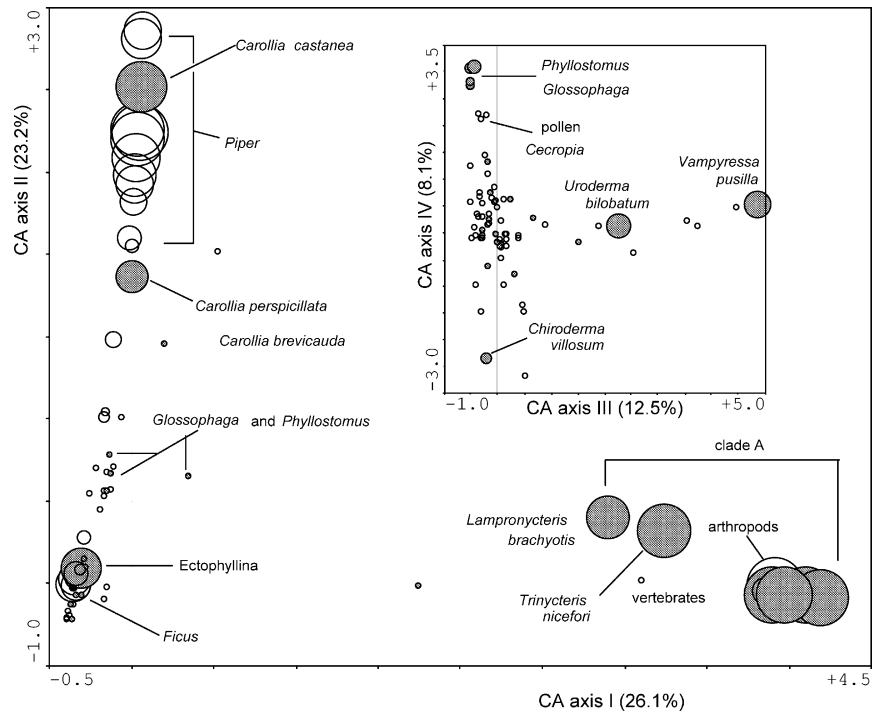 +3.0
CA axis II (23.2%)
-1.0
-0.5
CA axis I (26.1%)
+4.5
Carollia castanea
Piper
Carollia perspicillata
Carollia brevicauda
Glossophaga and Phyllostomus
Ectophyllina
Ficus
+3.5
CA axis IV (8.1%)
-3.0
-1.0
CA axis III (12.5%)
+5.0
Phyllostomus
Glossophaga
pollen
Cecropia
Uroderma
bilobatum
Vampyressa
pusilla
Chiroderma
villosum
clade A
Lampronycteris
brachyotis
arthropods
Trinycteris
nicefori
vertebrates